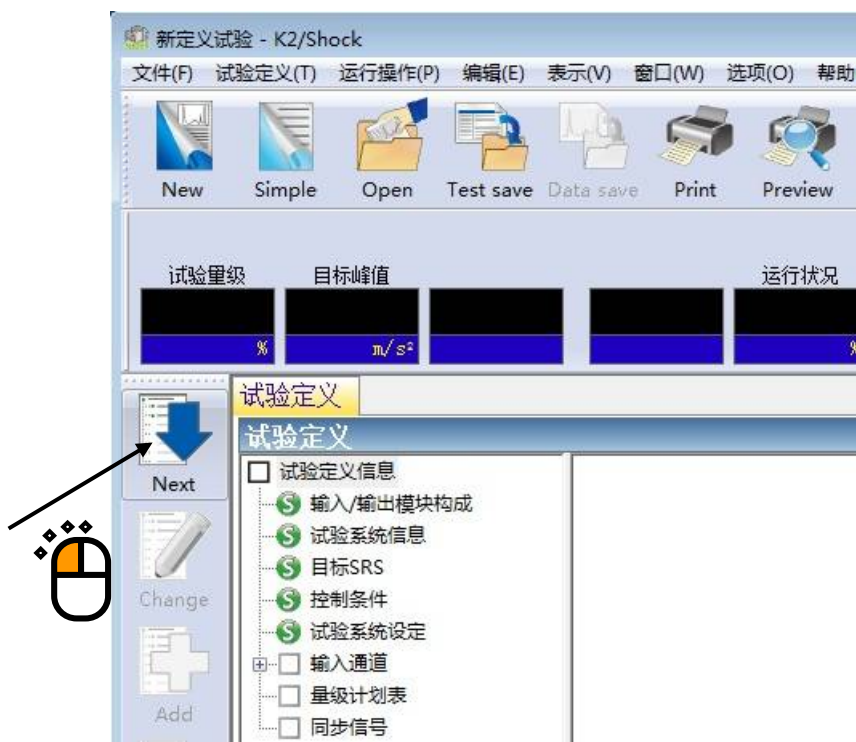 新定义试验 - K2/Shock
文件(F) 试验定义(T) 运行操作(P) 编辑(E) 表示(V) 窗口(W) 选项(O) 帮助
New Simple Open Test save Data save Print Preview
试验量级 目标峰值 运行状况
% m/s² %
试验定义
试验定义
Next
试验定义信息
输入/输出模块构成
试验系统信息
目标SRS
Change
控制条件
试验系统设定
输入通道
量级计划表
Add
同步信号